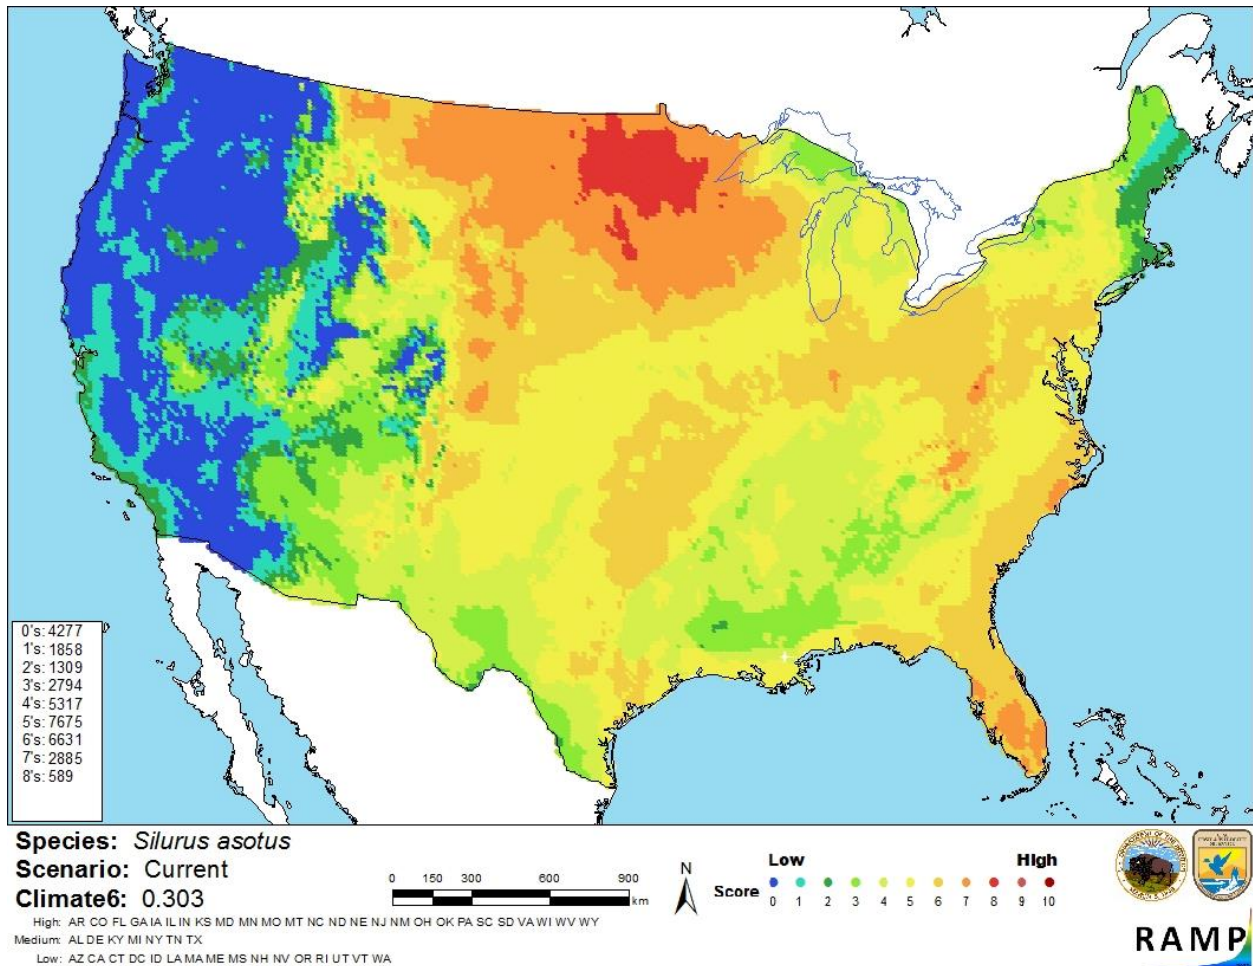 0's: 4277
1's: 1858
2's: 1309
3's: 2794
4's: 5317
5's: 7675
6's: 6631
7's: 2885
8's: 589
Species: Silurus asotus
Scenario: Current
Climate6: 0.303
0 150 300 600 900
km
N
Low High
Score 0 1 2 3 4 5 6 7 8 9 10
High: AR CO FL GA IA IL IN KS MD MN MO MT NC ND NE NJ NM OH OK PA SC SD VA WI WV WY
Medium: AL DE KY MI NY TN TX
Low: AZ CA CT DC ID LA MA ME MS NH NV OR RI UT VT WA
RAMP